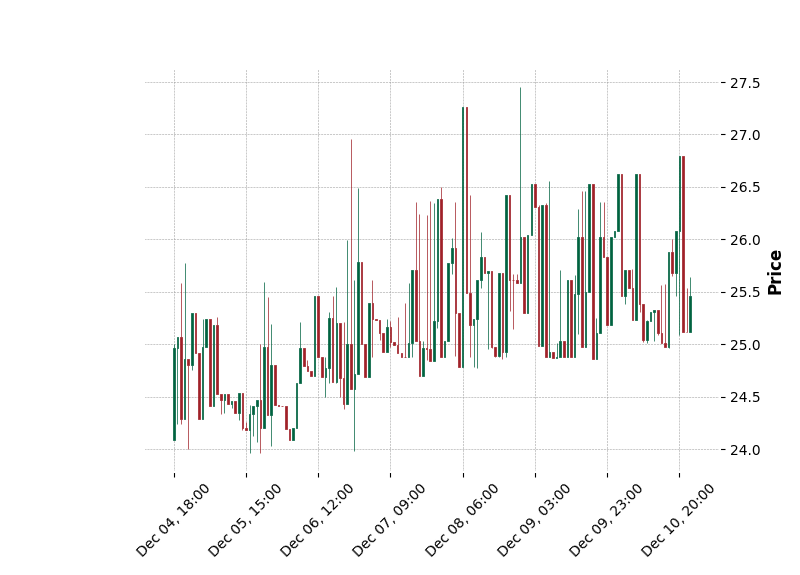 27.5
27.0
26.5
26.0
25.5
25.0
24.5
24.0
Price
Dec 04, 18:00
Dec 05, 15:00
Dec 06, 12:00
Dec 07, 09:00
Dec 08, 06:00
Dec 09, 03:00
Dec 09, 23:00
Dec 10, 20:00